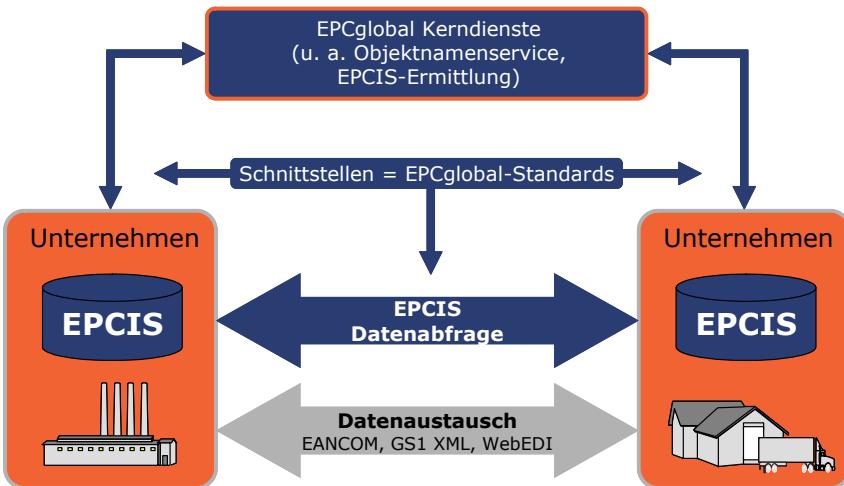 EPCglobal Kerndienste
(u. a. Objektnamenservice,
EPCIS-Ermittlung)
Schnittstellen = EPCglobal-Standards
Unternehmen
EPCIS
EPCIS
Datenabfrage
Datenaustausch
EANCOM, GS1 XML, WebEDI
Unternehmen
EPCIS